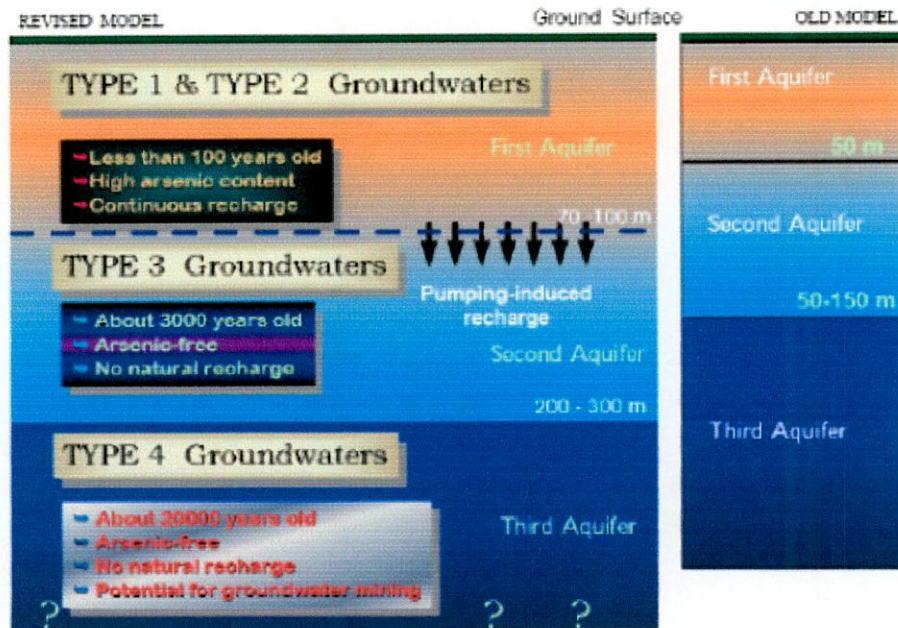 REVISED MODEL
Ground Surface
OLD MODEL
TYPE 1 & TYPE 2 Groundwaters
Less than 100 years old
High arsenic content
Continuous recharge
First Aquifer
70 - 100 m
TYPE 3 Groundwaters
About 3000 years old
Arsenic-free
No natural recharge
Pumping-induced
recharge
Second Aquifer
200 - 300 m
TYPE 4 Groundwaters
About 20000 years old
Arsenic-free
No natural recharge
Potential for groundwater mining
Third Aquifer
? ? ?
First Aquifer
50 m
Second Aquifer
50-150 m
Third Aquifer